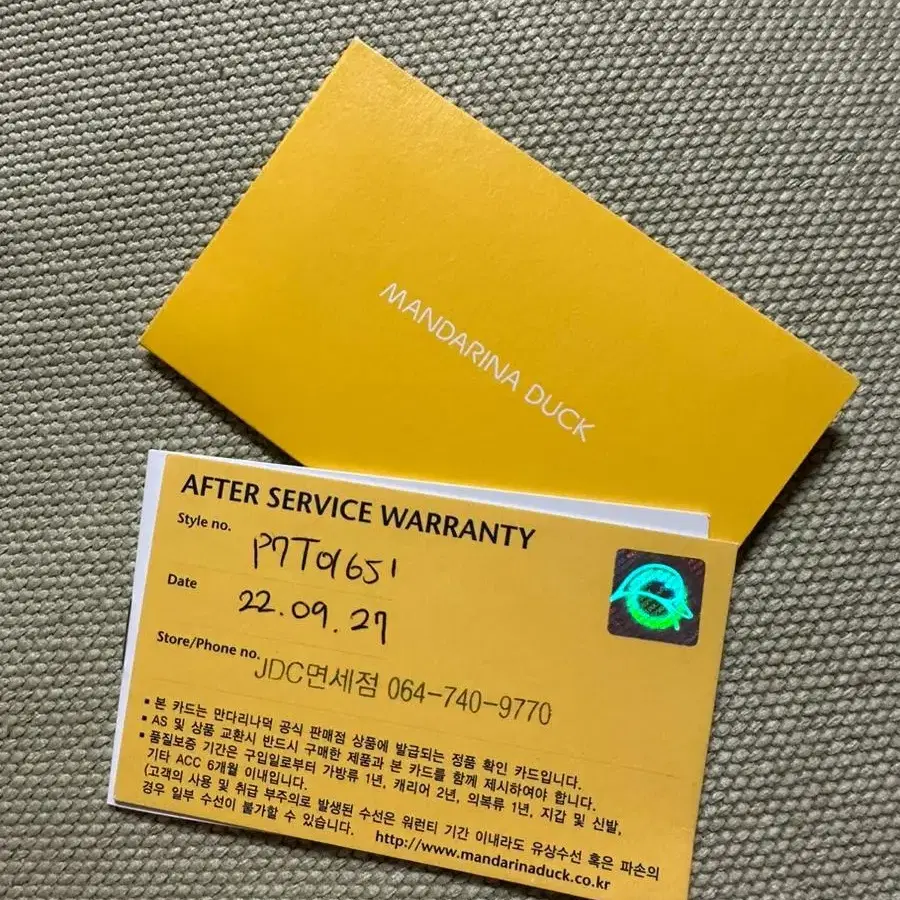 MANDARINA DUCK
AFTER SERVICE WARRANTY
Style no.
P7T01651
Date
22.09.27
Store/Phone no.
JDC면세점 064-740-9770
▪ 본 카드는 만다리나덕 공식 판매점 상품에 발급되는 정품 확인 카드입니다.
▪ AS 및 상품 교환시 반드시 구매한 제품과 본 카드를 함께 제시하여야 합니다.
▪ 품질보증 기간은 구입일로부터 가방류 1년, 캐리어 2년, 의복류 1년, 지갑 및 신발,
기타 ACC 6개월 이내입니다.
(고객의 사용 및 취급 부주의로 발생된 수선은 워런티 기간 이내라도 유상수선 혹은 파손의
경우 일부 수선이 불가할 수 있습니다.
http://www.mandarinaduck.co.kr